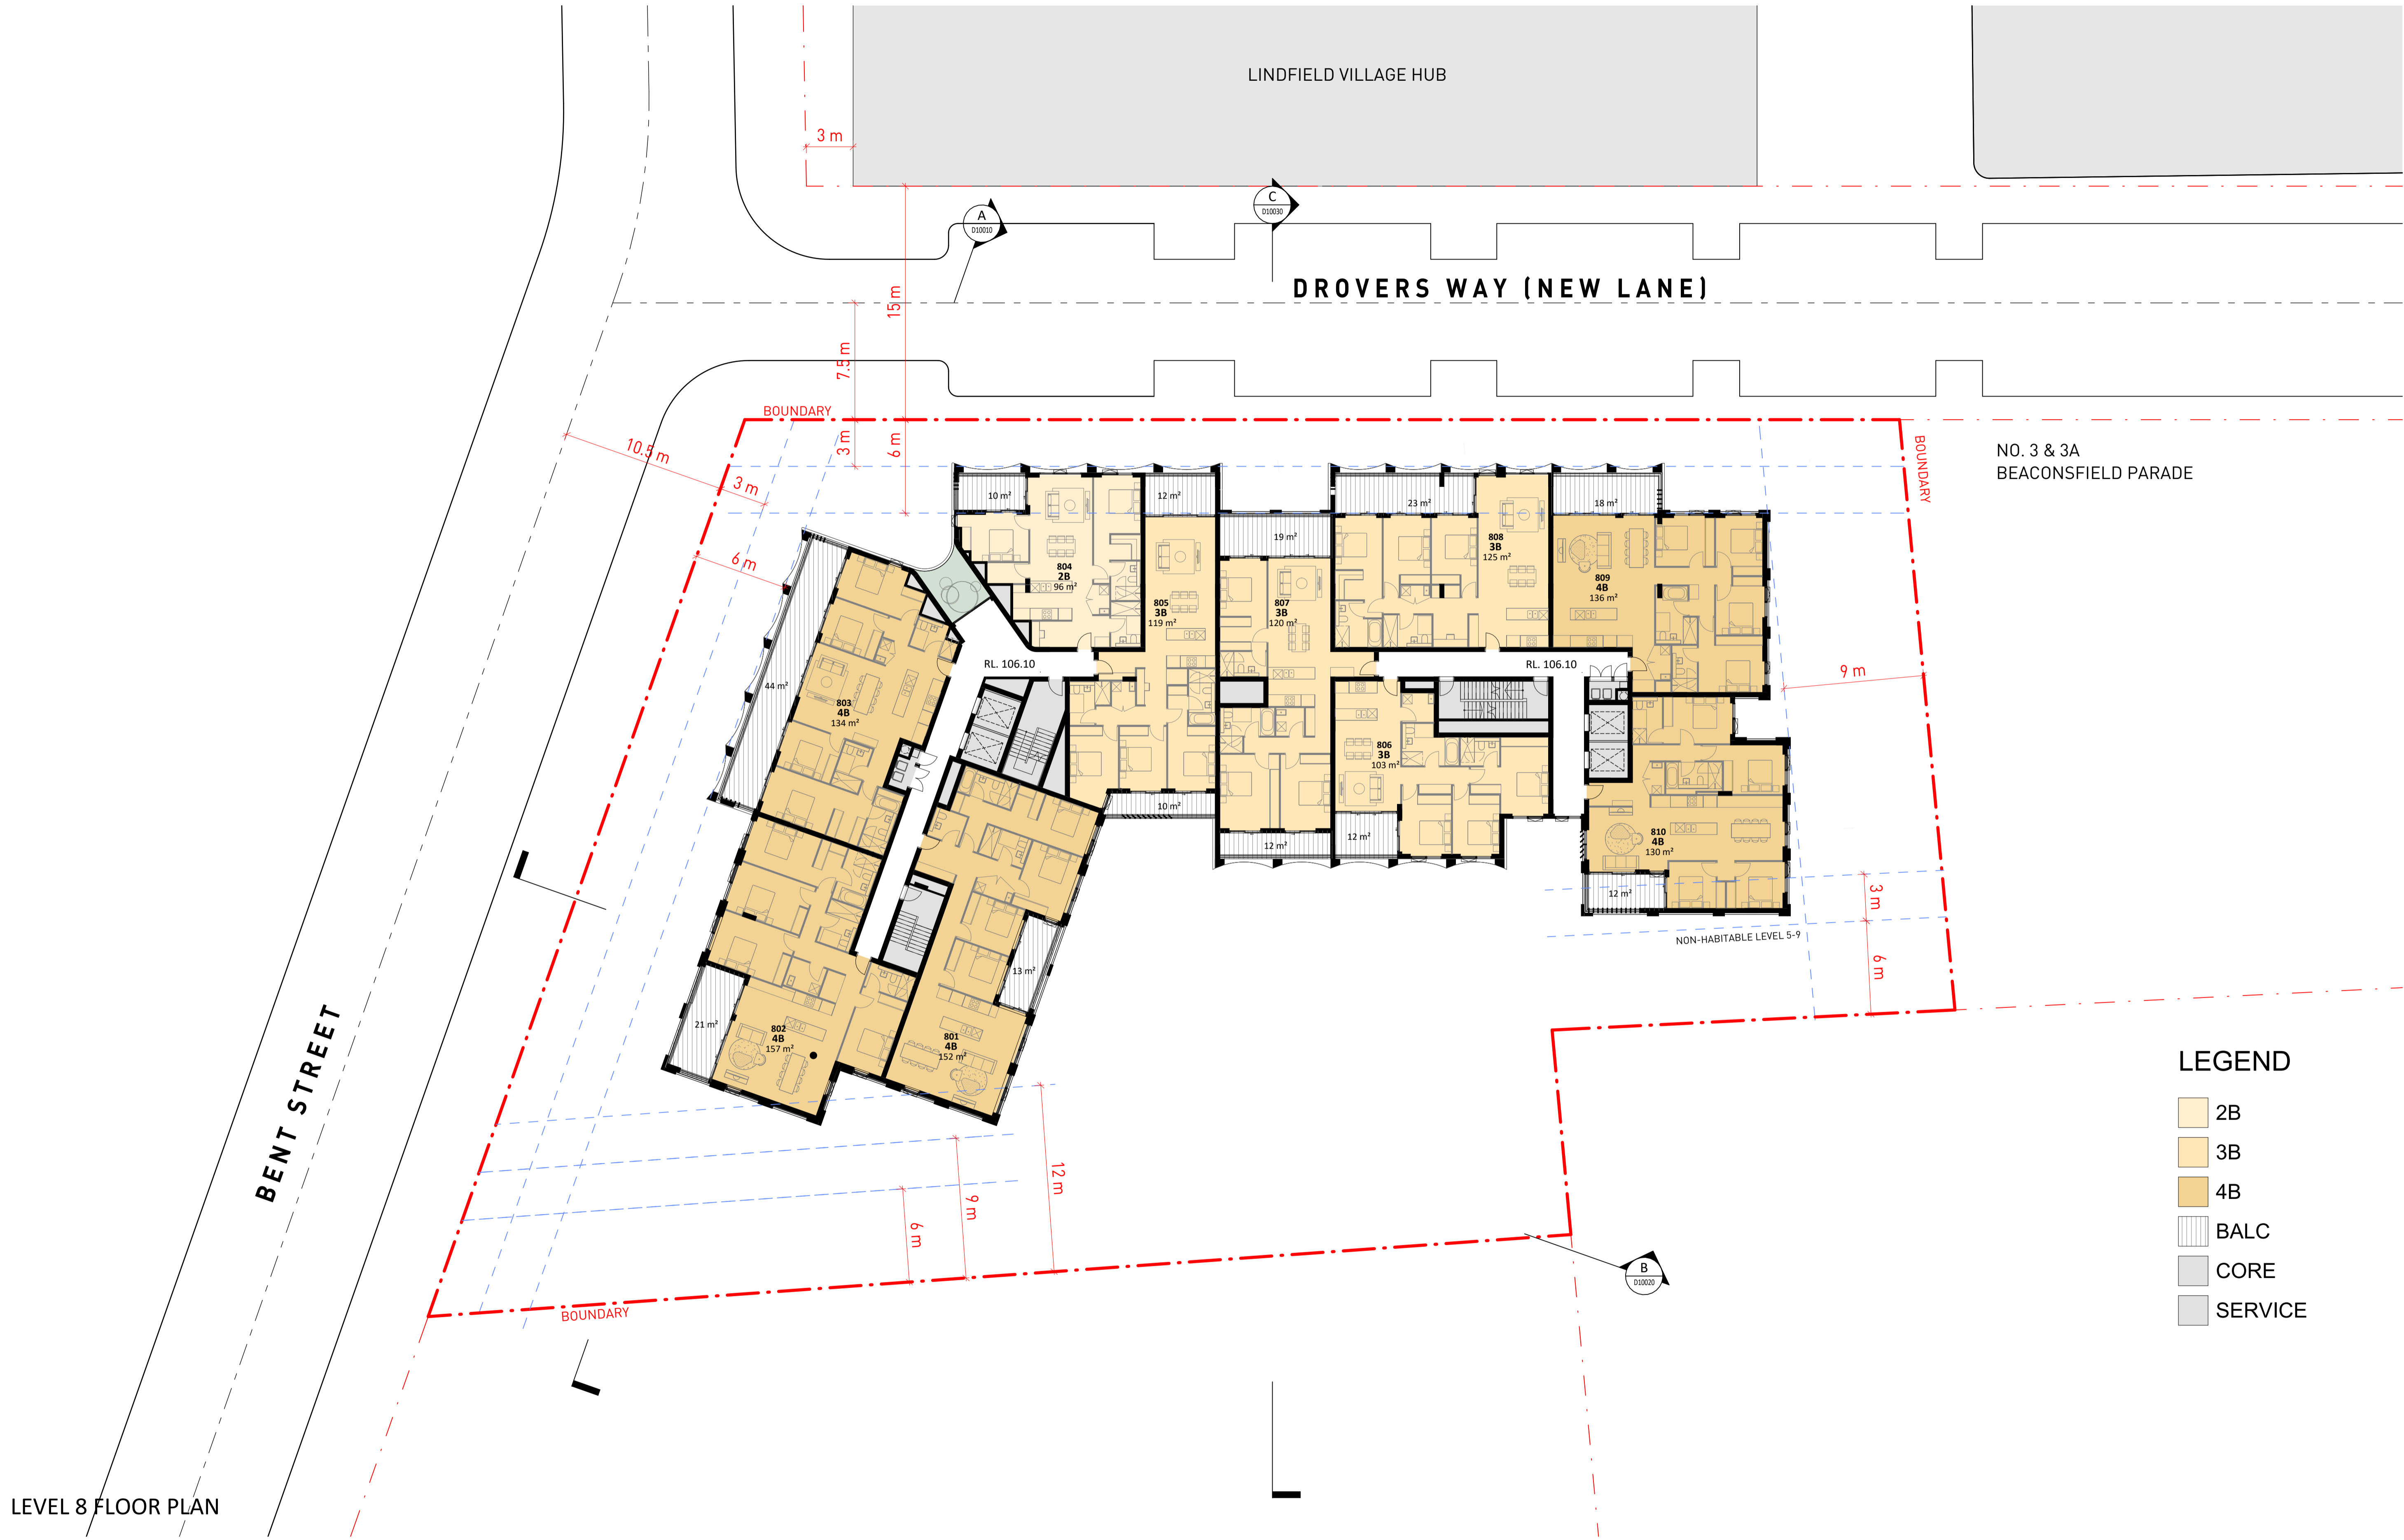 LINDFIELD VILLAGE HUB
3 m
A
D10010
C
D10030
DROVERS WAY (NEW LANE)
15 m
7.5 m
BOUNDARY
3 m
6 m
10.5 m
3 m
6 m
BOUNDARY
NO. 3 & 3A
BEACONSFIELD PARADE
10 m²
12 m²
23 m²
18 m²
19 m²
804
2B
96 m²
805
3B
119 m²
807
3B
120 m²
808
3B
125 m²
809
4B
136 m²
RL. 106.10
RL. 106.10
9 m
44 m²
803
4B
134 m²
806
3B
103 m²
10 m²
12 m²
12 m²
810
4B
130 m²
12 m²
3 m
NON-HABITABLE LEVEL 5-9
6 m
13 m²
21 m²
802
4B
157 m²
801
4B
152 m²
BENT STREET
12 m
9 m
6 m
BOUNDARY
B
D10020
LEGEND
2B
3B
4B
BALC
CORE
SERVICE
LEVEL 8 FLOOR PLAN